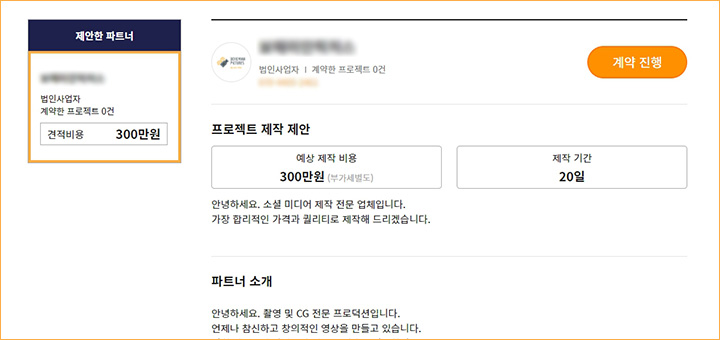 제안한 파트너
법인사업자
계약한 프로젝트 0건
견적비용 300만원
법인사업자 | 계약한 프로젝트 0건
계약 진행
프로젝트 제작 제안
예상 제작 비용
300만원 (부가세별도)
제작 기간
20일
안녕하세요. 소셜 미디어 제작 전문 업체입니다.
가장 합리적인 가격과 퀄리티로 제작해 드리겠습니다.
파트너 소개
안녕하세요. 촬영 및 CG 전문 프로덕션입니다.
언제나 참신하고 창의적인 영상을 만들고 있습니다.